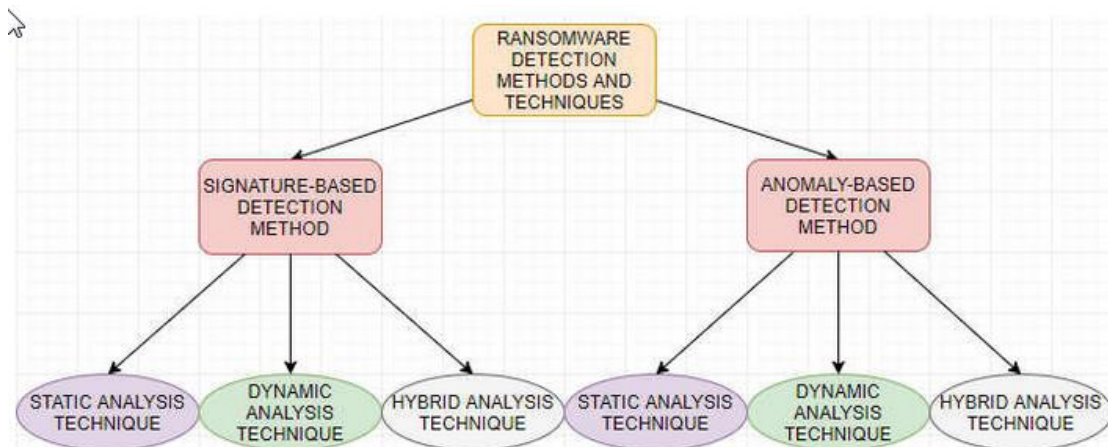 RANSOMWARE
DETECTION
METHODS AND
TECHNIQUES
SIGNATURE-BASED
DETECTION
METHOD
ANOMALY-BASED
DETECTION
METHOD
STATIC ANALYSIS
TECHNIQUE
DYNAMIC
ANALYSIS
TECHNIQUE
HYBRID ANALYSIS
TECHNIQUE
STATIC ANALYSIS
TECHNIQUE
DYNAMIC
ANALYSIS
TECHNIQUE
HYBRID ANALYSIS
TECHNIQUE